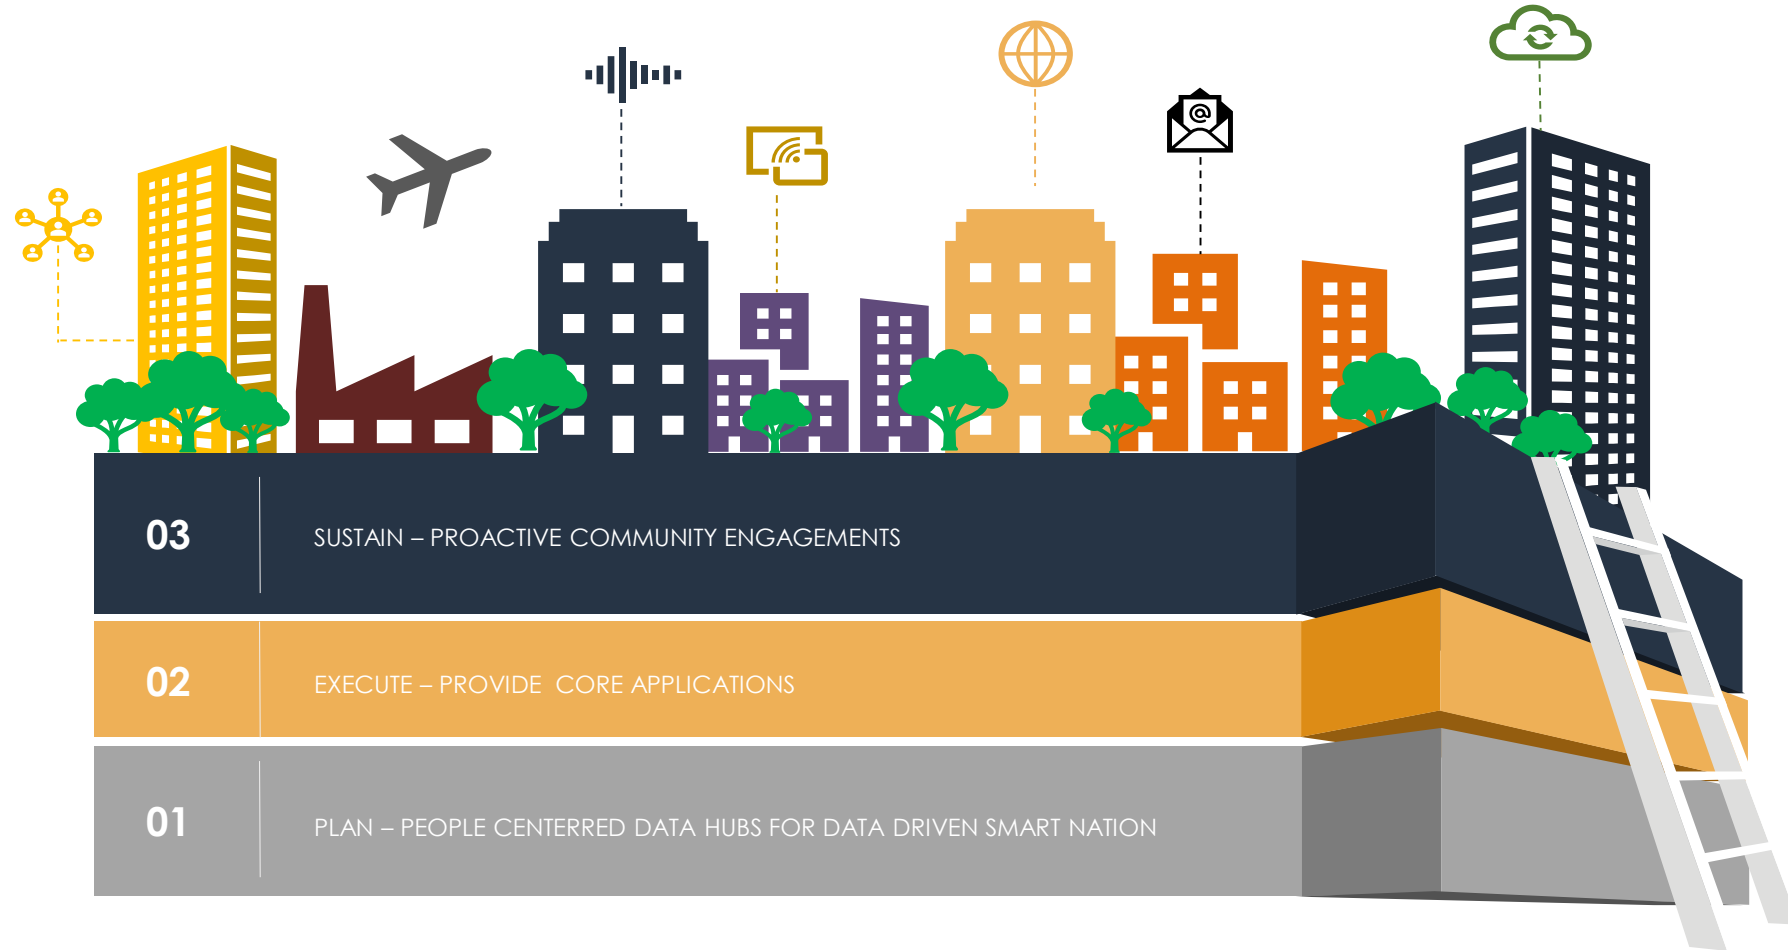 @
03
SUSTAIN – PROACTIVE COMMUNITY ENGAGEMENTS
02
EXECUTE – PROVIDE  CORE APPLICATIONS
01
PLAN – PEOPLE CENTERRED DATA HUBS FOR DATA DRIVEN SMART NATION